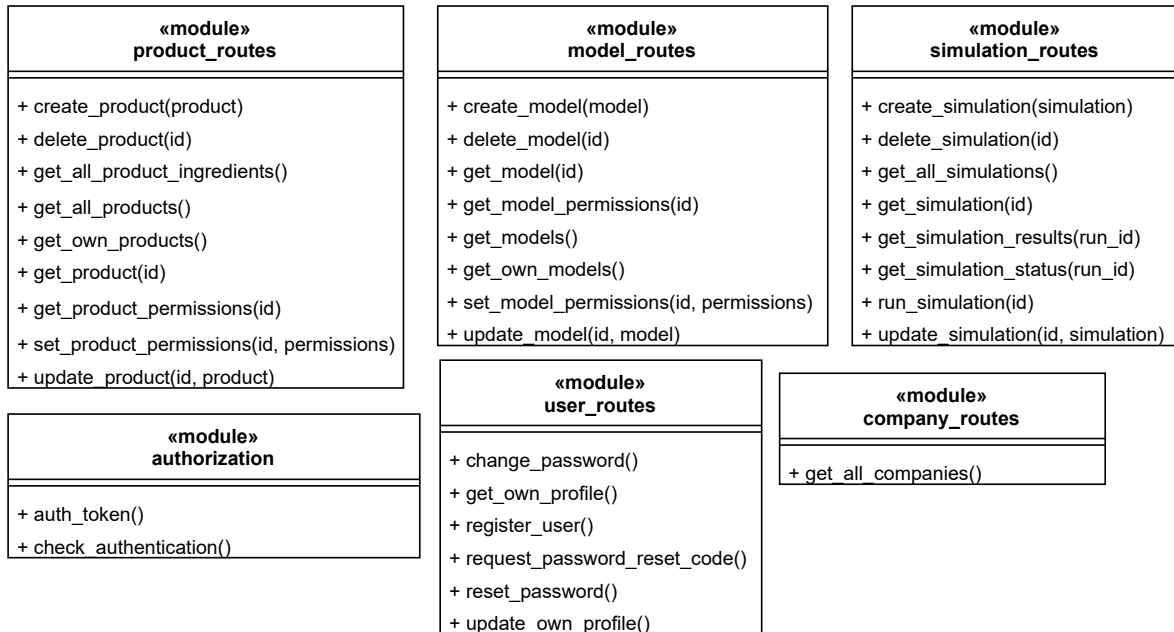 «module»
product_routes
+ create_product(product)
+ delete_product(id)
+ get_all_product_ingredients()
+ get_all_products()
+ get_own_products()
+ get_product(id)
+ get_product_permissions(id)
+ set_product_permissions(id, permissions)
+ update_product(id, product)
«module»
model_routes
+ create_model(model)
+ delete_model(id)
+ get_model(id)
+ get_model_permissions(id)
+ get_models()
+ get_own_models()
+ set_model_permissions(id, permissions)
+ update_model(id, model)
«module»
simulation_routes
+ create_simulation(simulation)
+ delete_simulation(id)
+ get_all_simulations()
+ get_simulation(id)
+ get_simulation_results(run_id)
+ get_simulation_status(run_id)
+ run_simulation(id)
+ update_simulation(id, simulation)
«module»
authorization
+ auth_token()
+ check_authentication()
«module»
user_routes
+ change_password()
+ get_own_profile()
+ register_user()
+ request_password_reset_code()
+ reset_password()
+ update_own_profile()
«module»
company_routes
+ get_all_companies()